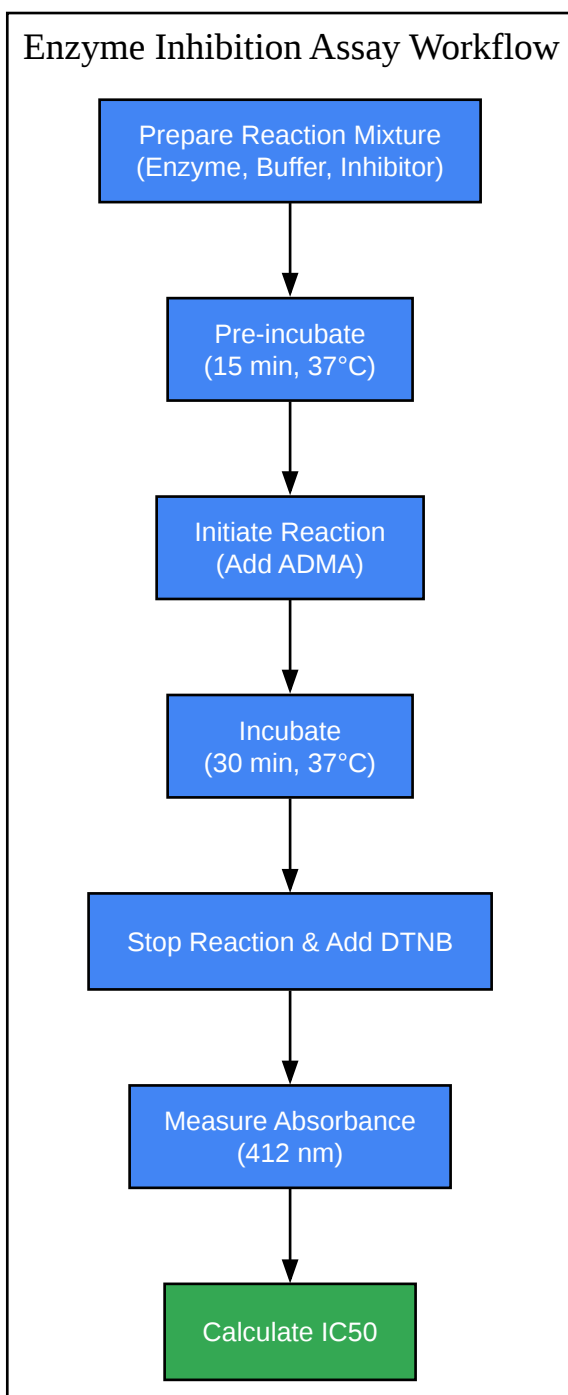 Enzyme Inhibition Assay Workflow
Prepare Reaction Mixture
(Enzyme, Buffer, Inhibitor)
Pre-incubate
(15 min, 37°C)
Initiate Reaction
(Add ADMA)
Incubate
(30 min, 37°C)
Stop Reaction & Add DTNB
Measure Absorbance
(412 nm)
Calculate IC50